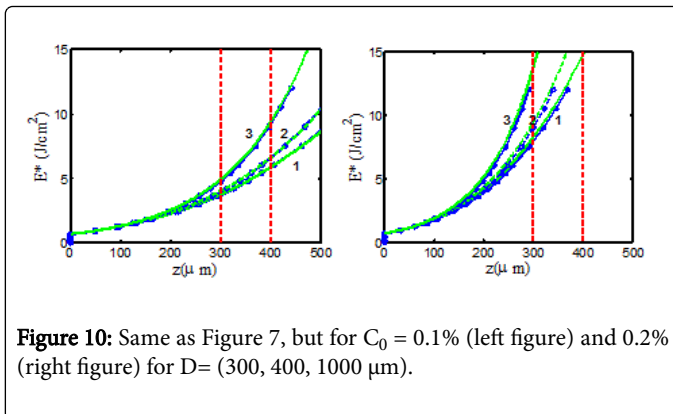 15
10
5
0
E* (J/cm²)
3
2
1
0 100 200 300 400 500
z(μ m)
15
10
5
0
E* (J/cm²)
3
2
1
0 100 200 300 400 500
z(μ m)
Figure 10: Same as Figure 7, but for C₀ = 0.1% (left figure) and 0.2%
(right figure) for D= (300, 400, 1000 μm).